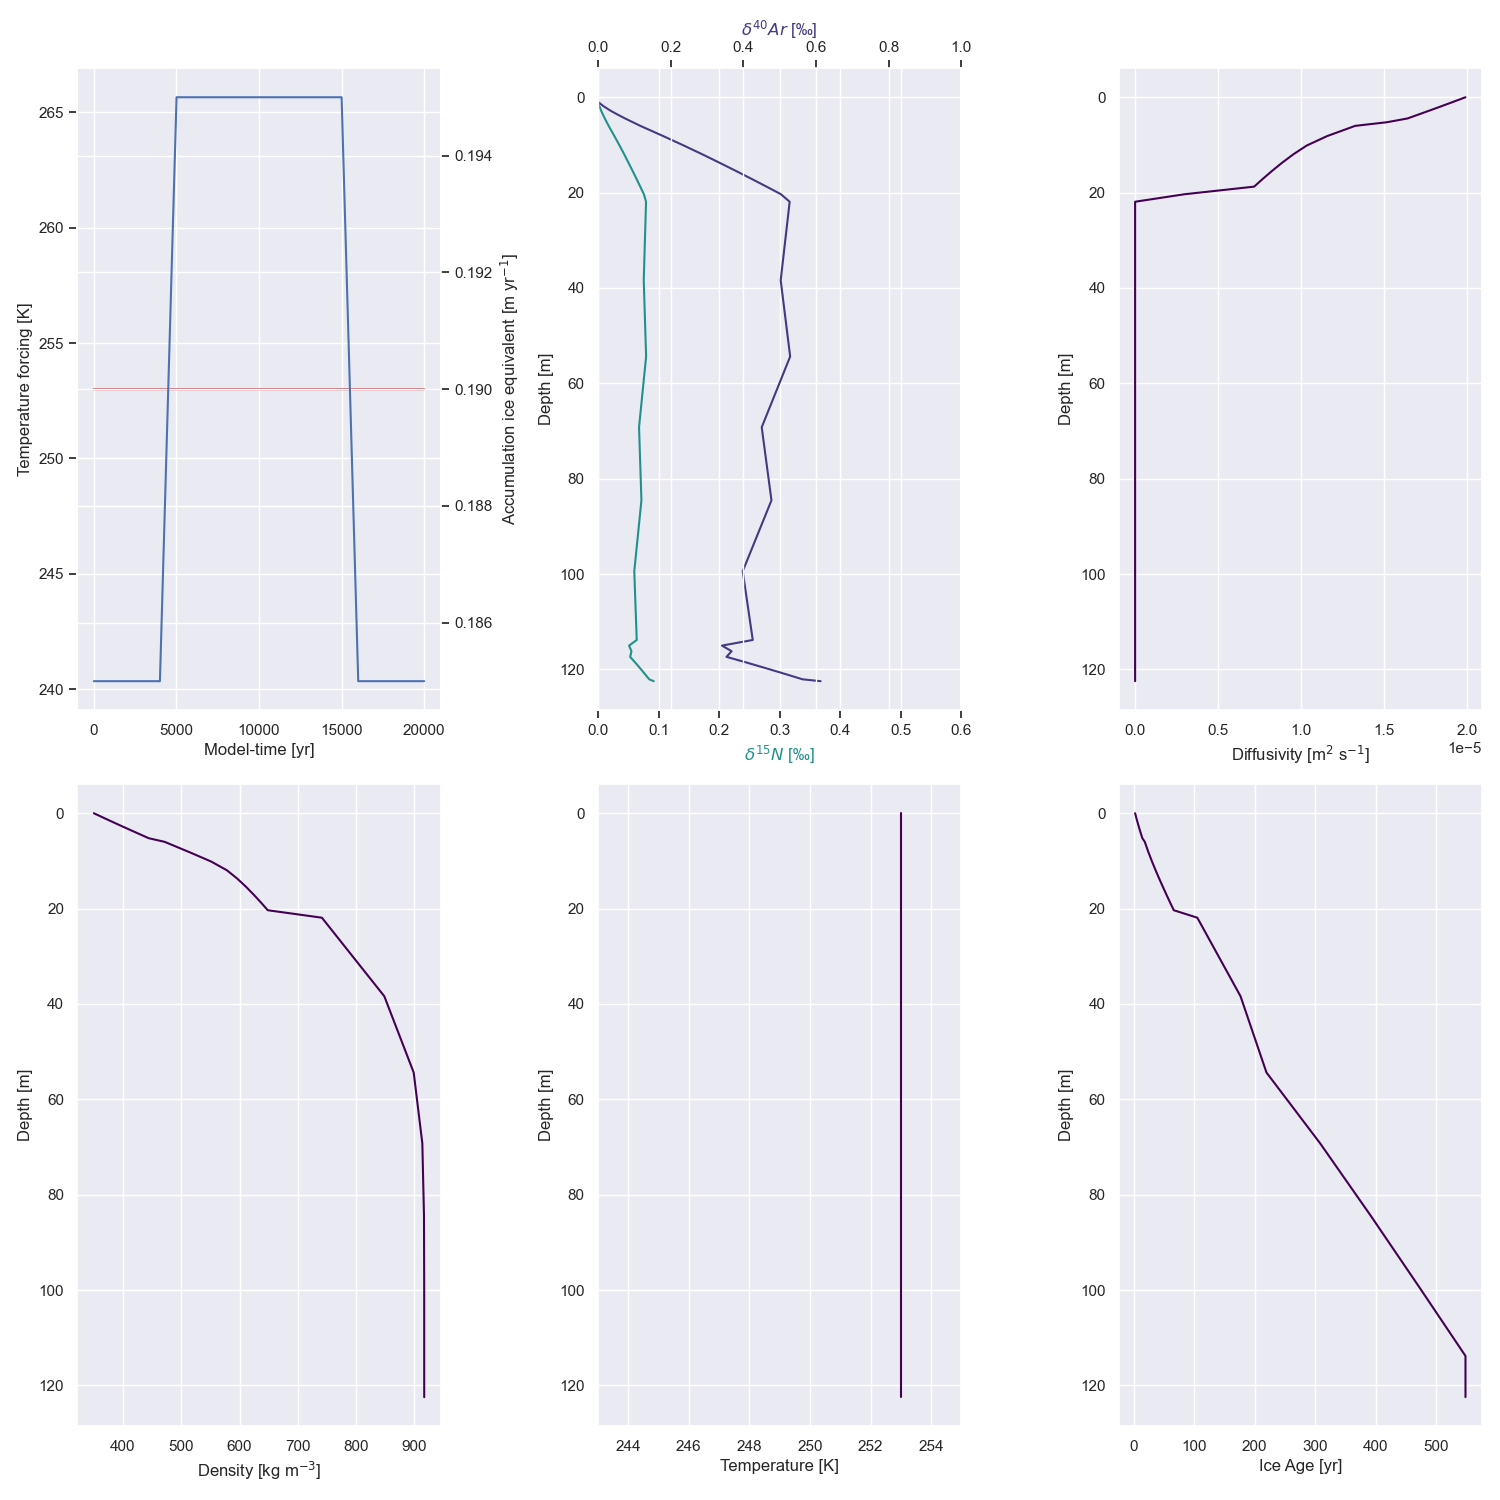 δ⁴⁰Ar [‰]
0.0 0.2 0.4 0.6 0.8 1.0
Temperature forcing [K]
265
260
255
250
245
240
0 5000 10000 15000 20000
Model-time [yr]
0.194
0.192
0.190
0.188
0.186
Accumulation ice equivalent [m yr⁻¹]
Depth [m]
0
20
40
60
80
100
120
0.0 0.1 0.2 0.3 0.4 0.5 0.6
δ¹⁵N [‰]
Depth [m]
0
20
40
60
80
100
120
0.0 0.5 1.0 1.5 2.0
1e−5
Diffusivity [m² s⁻¹]
Depth [m]
0
20
40
60
80
100
120
400 500 600 700 800 900
Density [kg m⁻³]
Depth [m]
0
20
40
60
80
100
120
244 246 248 250 252 254
Temperature [K]
Depth [m]
0
20
40
60
80
100
120
0 100 200 300 400 500
Ice Age [yr]